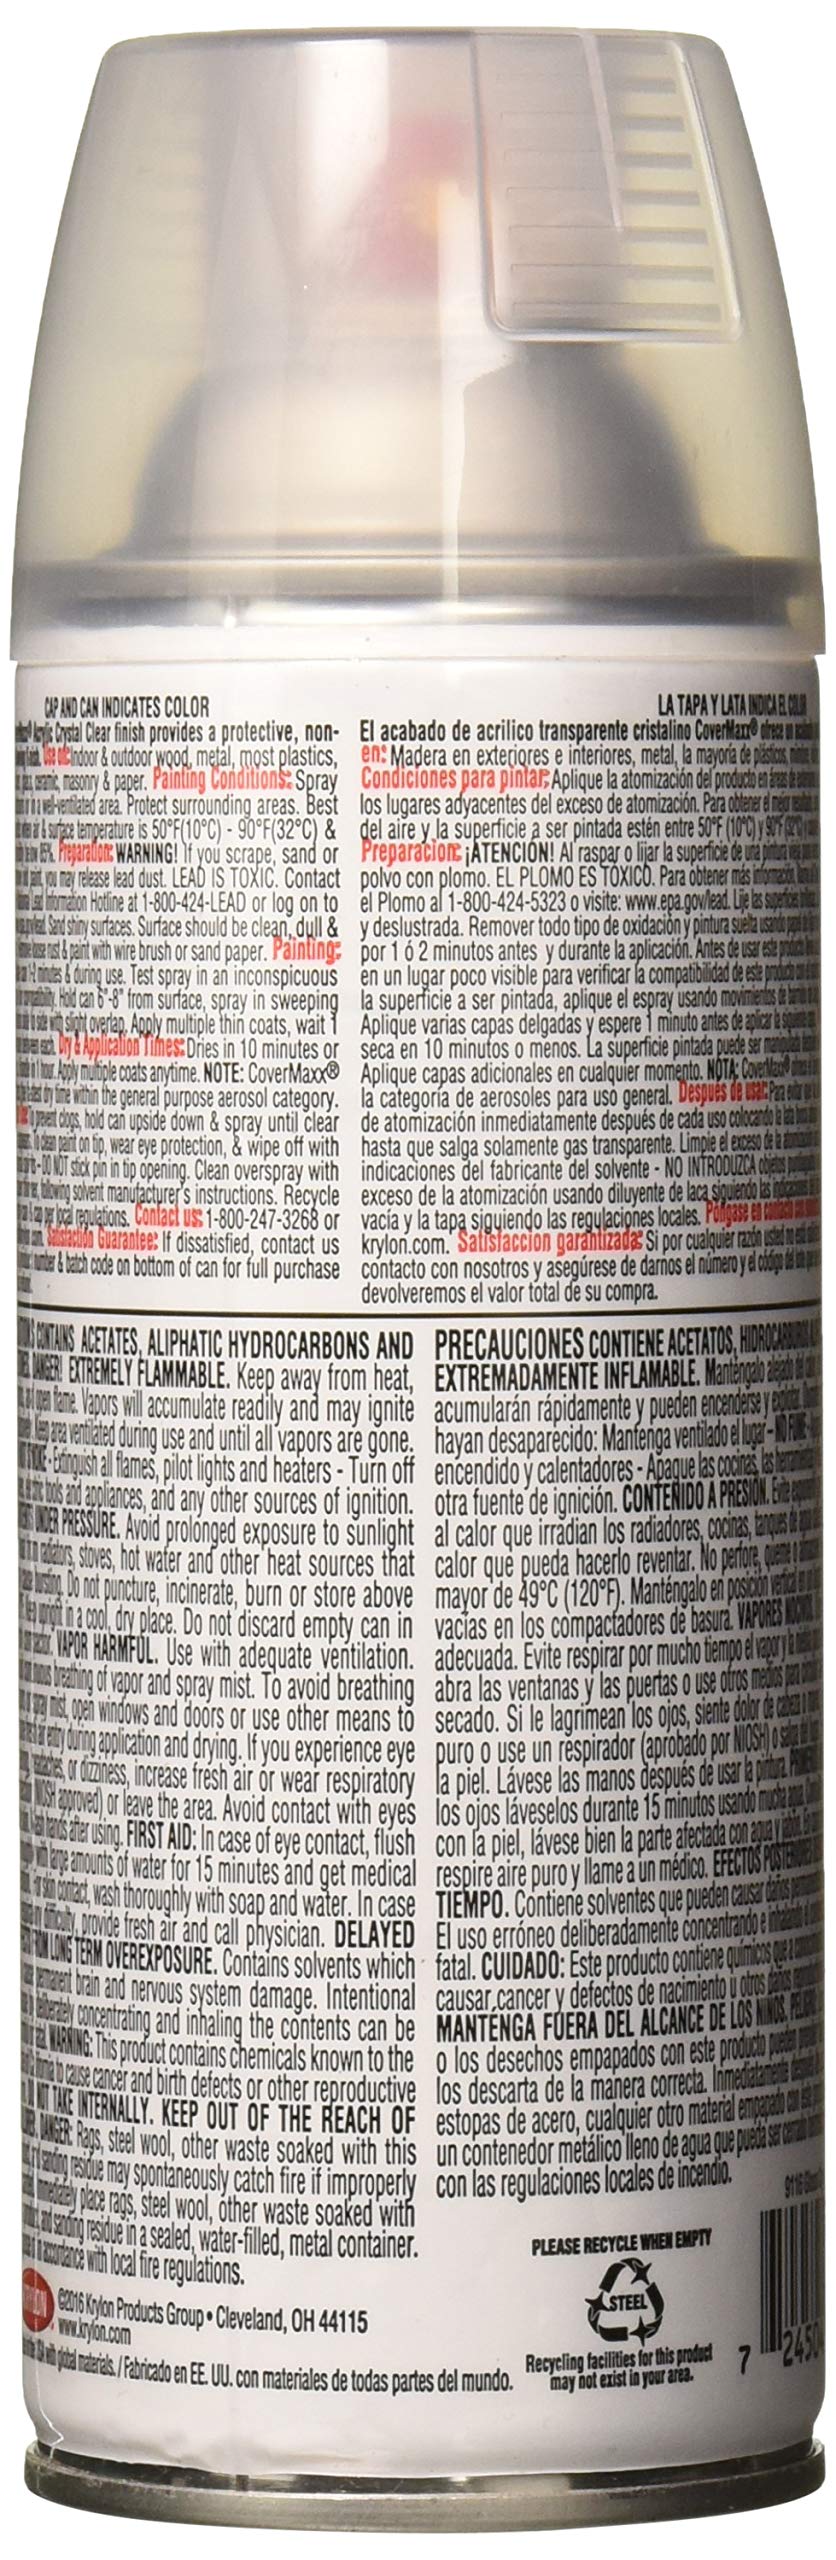 CAP AND CAN INDICATES COLOR
Acrylic Crystal Clear finish provides a protective, non-
Use on: Indoor & outdoor wood, metal, most plastics,
ceramic, masonry & paper. Painting Conditions: Spray
in a well-ventilated area. Protect surrounding areas. Best
air & surface temperature is 50°F(10°C) - 90°F(32°C) &
below 85%. Preparation: WARNING! If you scrape, sand or
paint, you may release lead dust. LEAD IS TOXIC. Contact
Lead Information Hotline at 1-800-424-LEAD or log on to
Sand shiny surfaces. Surface should be clean, dull &
loose rust & paint with wire brush or sand paper. Painting:
can 1-2 minutes & during use. Test spray in an inconspicuous
compatibility. Hold can 6"-8" from surface, spray in sweeping
side with slight overlap. Apply multiple thin coats, wait 1
each. Dry & Application Times: Dries in 10 minutes or
in 1 hour. Apply multiple coats anytime. NOTE: CoverMaxx®
dry time within the general purpose aerosol category.
To prevent clogs, hold can upside down & spray until clear
To clean paint on tip, wear eye protection, & wipe off with
- DO NOT stick pin in tip opening. Clean overspray with
following solvent manufacturer's instructions. Recycle
cap per local regulations. Contact us: 1-800-247-3268 or
Satisfaction Guarantee: If dissatisfied, contact us
number & batch code on bottom of can for full purchase
LA TAPA Y LATA INDICA EL COLOR
El acabado de acrilico transparente cristalino CoverMaxx® ofrece un
en: Madera en exteriores e interiores, metal, la mayoría de plásticos,
Condiciones para pintar: Aplique la atomización del producto en áreas
los lugares adyacentes del exceso de atomización. Para obtener el mejor
del aire y la superficie a ser pintada estén entre 50°F (10°C) y 90°F (32°C)
Preparacion: ¡ATENCIÓN! Al raspar o lijar la superficie de una pintura
polvo con plomo. EL PLOMO ES TÓXICO. Para obtener más información,
el Plomo al 1-800-424-5323 o visite: www.epa.gov/lead. Lije las superficies
y deslustrada. Remover todo tipo de oxidación y pintura suelta usando
por 1 ó 2 minutos antes y durante la aplicación. Antes de usar este producto,
en un lugar poco visible para verificar la compatibilidad de este producto
la superficie a ser pintada, aplique el espray usando movimientos de
Aplique varias capas delgadas y espere 1 minuto antes de aplicar la
seca en 10 minutos o menos. La superficie pintada puede ser
Aplique capas adicionales en cualquier momento. NOTA: CoverMaxx®
la categoría de aerosoles para uso general. Después de usar: Para evitar
de atomización inmediatamente después de cada uso colocando la lata
hasta que salga solamente gas transparente. Limpie el exceso de la
indicaciones del fabricante del solvente - NO INTRODUZCA objetos
exceso de la atomización usando diluyente de laca siguiendo las
vacía y la tapa siguiendo las regulaciones locales. Póngase en contacto
krylon.com. Satisfaccion garantizada: Si por cualquier razón usted no
contacto con nosotros y asegúrese de darnos el número y el código del
devolveremos el valor total de su compra.
CONTAINS ACETATES, ALIPHATIC HYDROCARBONS AND
DANGER! EXTREMELY FLAMMABLE. Keep away from heat,
and open flame. Vapors will accumulate readily and may ignite
Keep area ventilated during use and until all vapors are gone.
- Extinguish all flames, pilot lights and heaters - Turn off
tools and appliances, and any other sources of ignition.
UNDER PRESSURE. Avoid prolonged exposure to sunlight
radiators, stoves, hot water and other heat sources that
bursting. Do not puncture, incinerate, burn or store above
upright in a cool, dry place. Do not discard empty can in
VAPOR HARMFUL. Use with adequate ventilation.
breathing of vapor and spray mist. To avoid breathing
spray mist, open windows and doors or use other means to
entry during application and drying. If you experience eye
headaches, or dizziness, increase fresh air or wear respiratory
(NIOSH approved) or leave the area. Avoid contact with eyes
hands after using. FIRST AID: In case of eye contact, flush
with large amounts of water for 15 minutes and get medical
for skin contact, wash thoroughly with soap and water. In case
difficulty, provide fresh air and call physician. DELAYED
FROM LONG TERM OVEREXPOSURE. Contains solvents which
permanent brain and nervous system damage. Intentional
deliberately concentrating and inhaling the contents can be
WARNING: This product contains chemicals known to the
to cause cancer and birth defects or other reproductive
DO NOT TAKE INTERNALLY. KEEP OUT OF THE REACH OF
DANGER: Rags, steel wool, other waste soaked with this
and sanding residue may spontaneously catch fire if improperly
Immediately place rags, steel wool, other waste soaked with
and sanding residue in a sealed, water-filled, metal container.
in accordance with local fire regulations.
PRECAUCIONES CONTIENE ACETATOS,
EXTREMADAMENTE INFLAMABLE. Manténgalo alejado
acumularán rápidamente y pueden encenderse y
hayan desaparecido: Mantenga ventilado el lugar – NO FUME
encendido y calentadores - Apague las cocinas, las
otra fuente de ignición. CONTENIDO A PRESIÓN. Evite
al calor que irradian los radiadores, cocinas, tanques de
calor que pueda hacerlo reventar. No perfore, queme
mayor de 49°C (120°F). Manténgalo en posición vertical
vacías en los compactadores de basura. VAPORES
adecuada. Evite respirar por mucho tiempo el vapor y la
abra las ventanas y las puertas o use otros medios para
secado. Si le lagrimean los ojos, siente dolor de cabeza
puro o use un respirador (aprobado por NIOSH) o salga
la piel. Lávese las manos después de usar la pintura.
los ojos láveselos durante 15 minutos usando mucha agua.
con la piel, lávese bien la parte afectada con agua y jabón.
respire aire puro y llame a un médico. EFECTOS
TIEMPO. Contiene solventes que pueden causar daños
El uso erróneo deliberadamente concentrando e inhalando
fatal. CUIDADO: Este producto contiene químicos que
causar cancer y defectos de nacimiento u otros daños
MANTENGA FUERA DEL ALCANCE DE LOS NIÑOS.
o los desechos empapados con este producto pueden
los descarta de la manera correcta. Inmediatamente
estopas de acero, cualquier otro material empapado
un contenedor metálico lleno de agua que pueda ser
con las regulaciones locales de incendio.
PLEASE RECYCLE WHEN EMPTY
STEEL
Recycling facilities for this product
may not exist in your area.
©2016 Krylon Products Group • Cleveland, OH 44115
www.krylon.com
with global materials. / Fabricado en EE. UU. con materiales de todas partes del mundo.
7